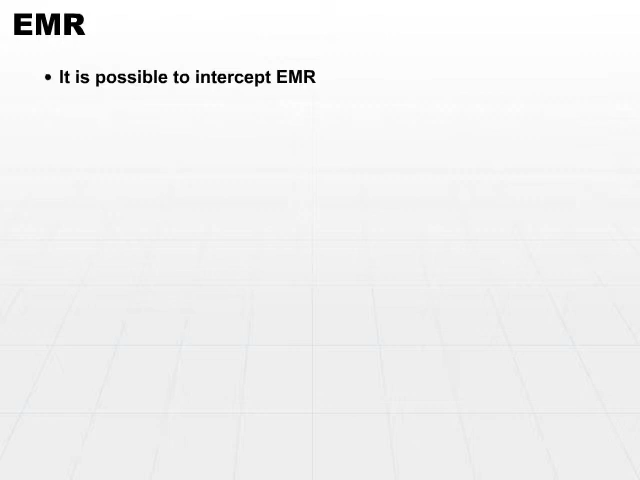 EMR
• It is possible to intercept EMR